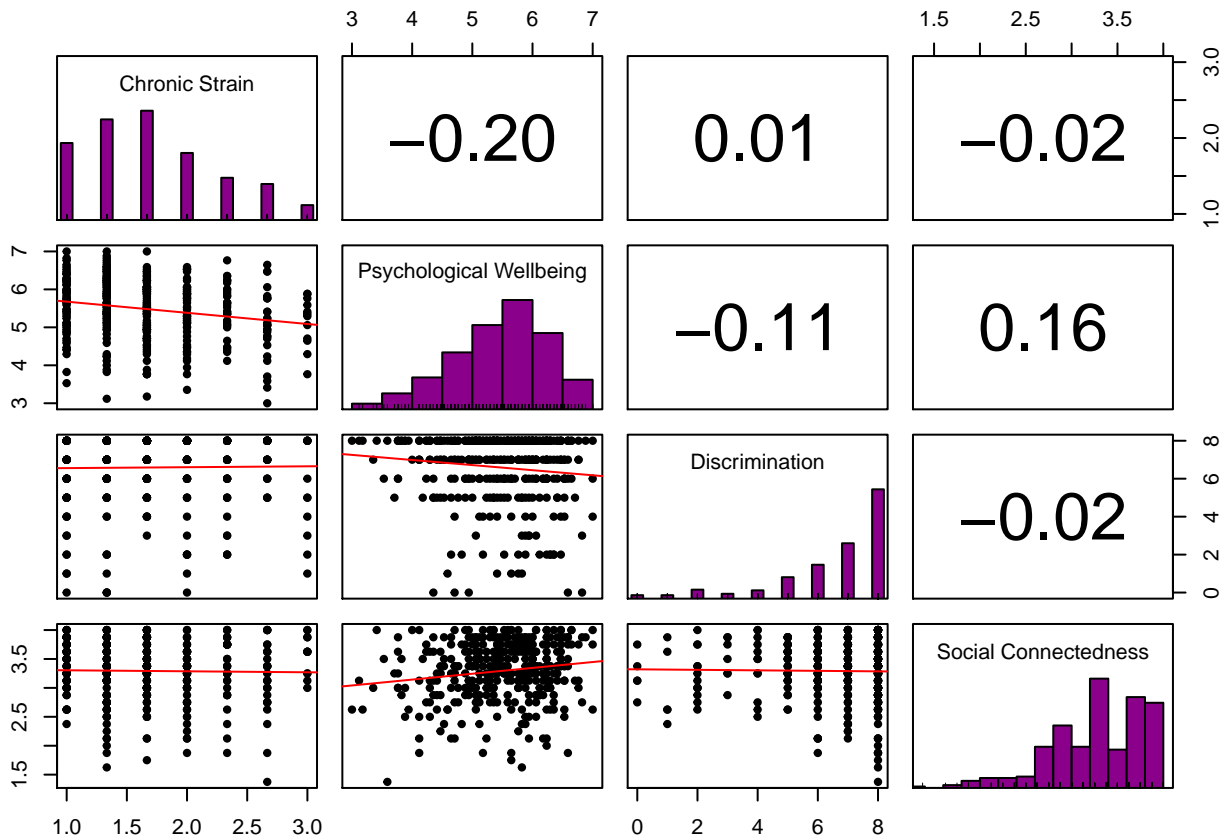 3 4 5 6 7
1.5 2.5 3.5
Chronic Strain
−0.20
0.01
−0.02
1.0 2.0 3.0
3 4 5 6 7
Psychological Wellbeing
−0.11
0.16
Discrimination
−0.02
0 2 4 6 8
1.5 2.5 3.5
Social Connectedness
1.0 1.5 2.0 2.5 3.0
0 2 4 6 8